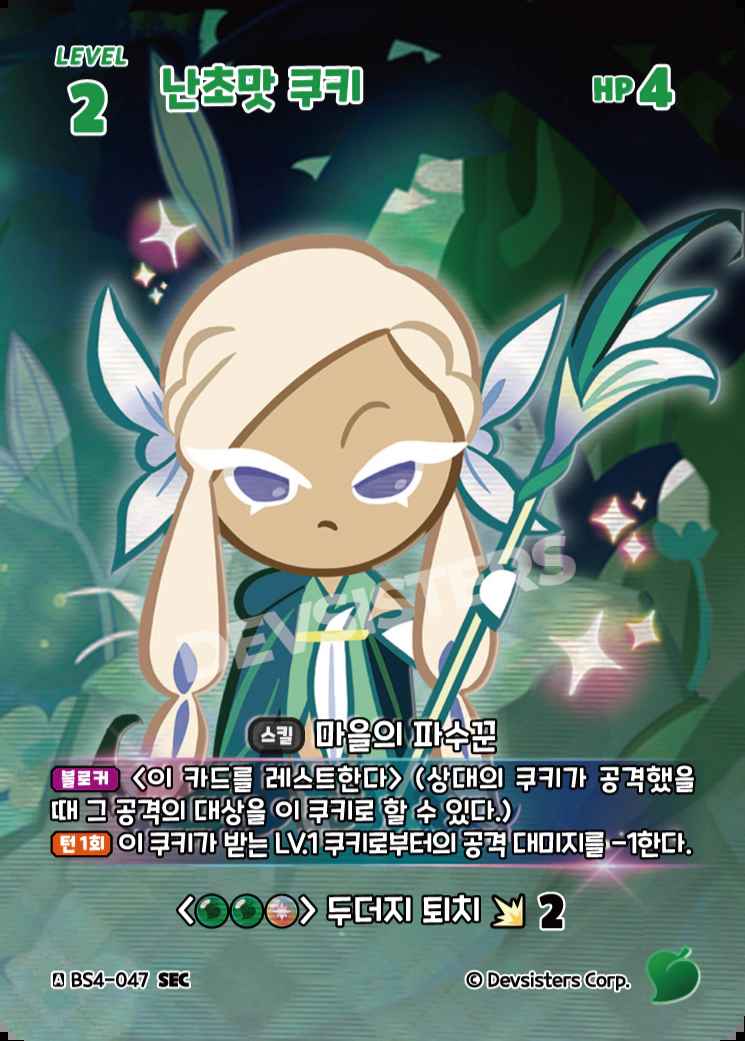 LEVEL
2
난초맛 쿠키
HP 4
DEVSISTERS
스킬 마을의 파수꾼
블로커 <이 카드를 레스트한다> (상대의 쿠키가 공격했을
때 그 공격의 대상을 이 쿠키로 할 수 있다.)
턴 1회 이 쿠키가 받는 LV.1 쿠키로부터의 공격 대미지를 -1한다.
< > 두더지 퇴치 2
A BS4-047 SEC
© Devsisters Corp.